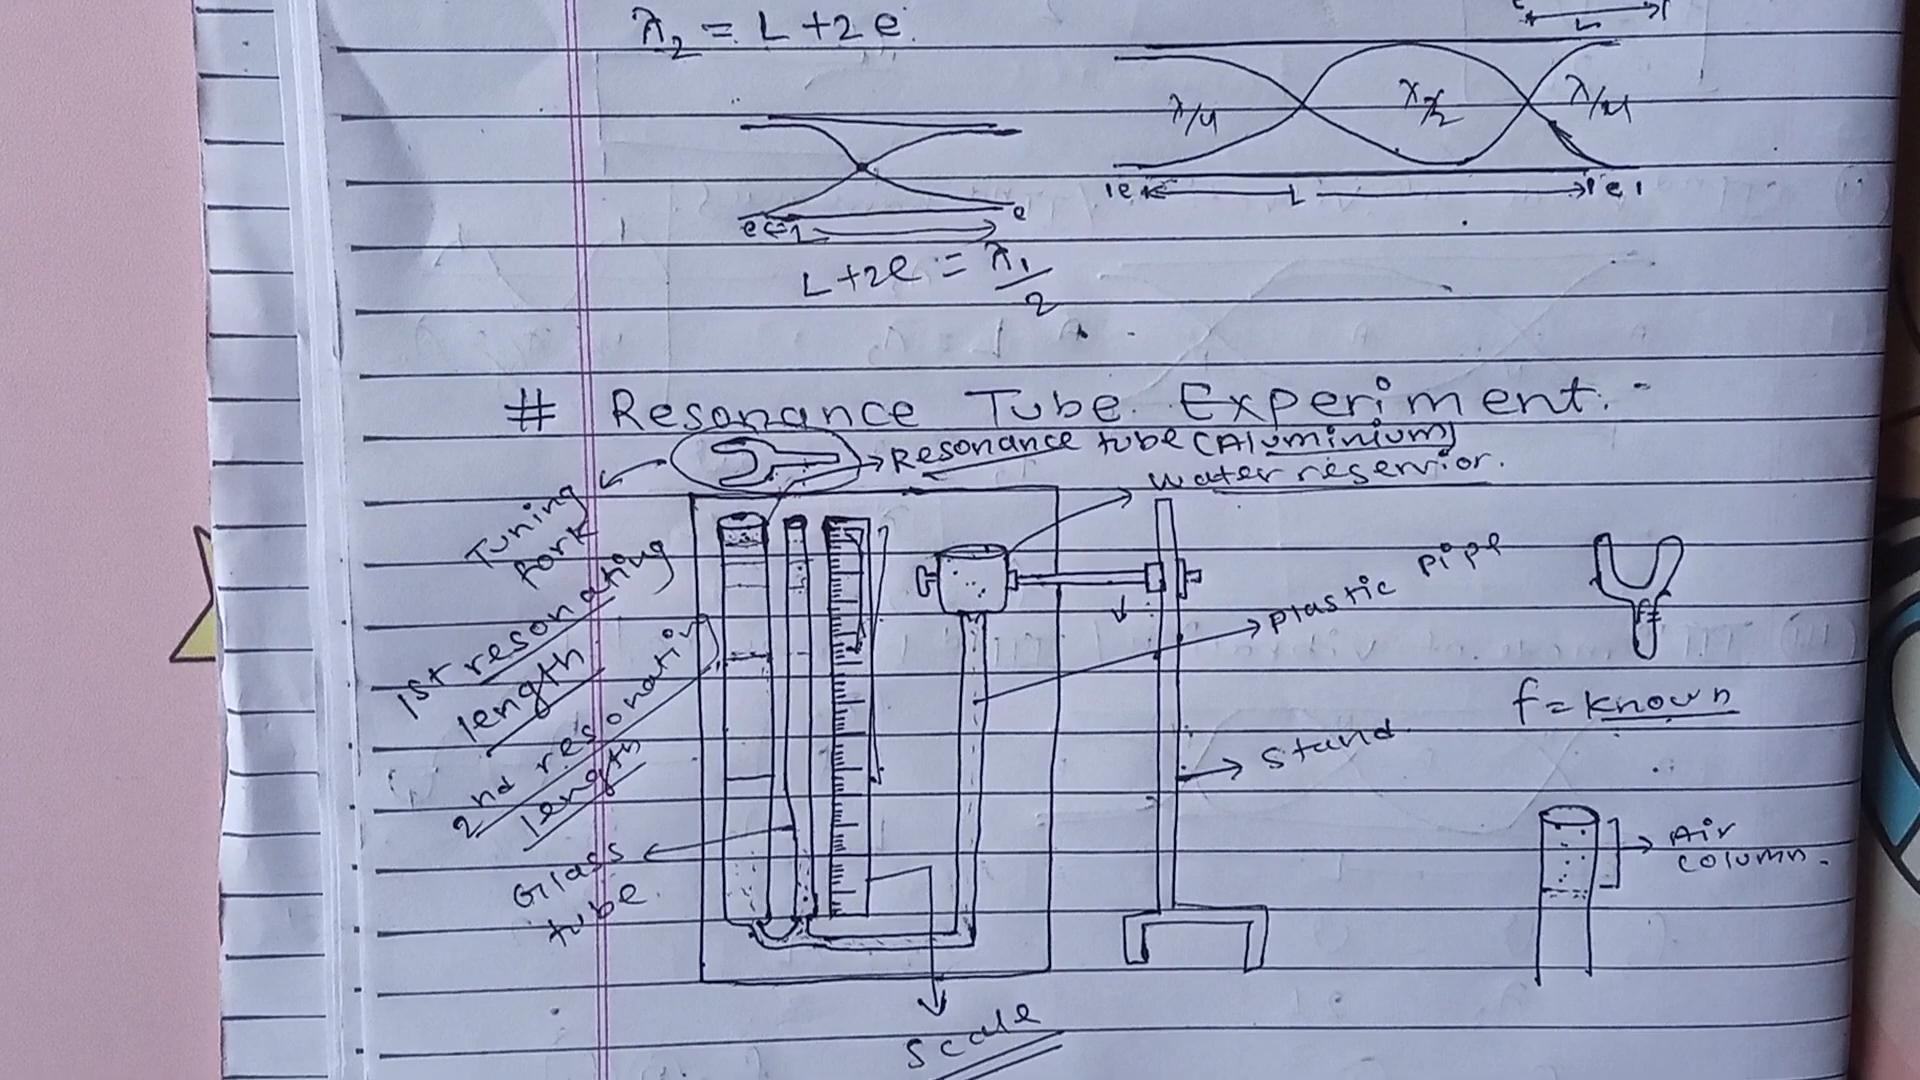 λ₂ = L+2e
L
λ/4
λ/2
λ/4
e
L
e
e
L
e
L+2e = λ₁/2
# Resonance Tube Experiment.-
Resonance tube (Aluminium)
water reservior.
Tuning
fork
1st resonating
length
2nd resonating
length
Glass
tube
Scale
plastic pipe
stand
f = known
Air
column.